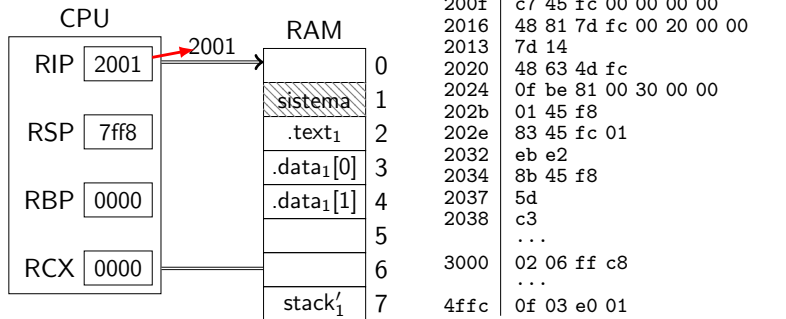 CPU
RIP 2001
RSP 7ff8
RBP 0000
RCX 0000
2001
RAM
0
sistema 1
.text₁ 2
.data₁[0] 3
.data₁[1] 4
5
6
stack′₁ 7
200f c7 45 fc 00 00 00 00
2016 48 81 7d fc 00 20 00 00
2013 7d 14
2020 48 63 4d fc
2024 0f be 81 00 30 00 00
202b 01 45 f8
202e 83 45 fc 01
2032 eb e2
2034 8b 45 f8
2037 5d
2038 c3
...
3000 02 06 ff c8
...
4ffc 0f 03 e0 01